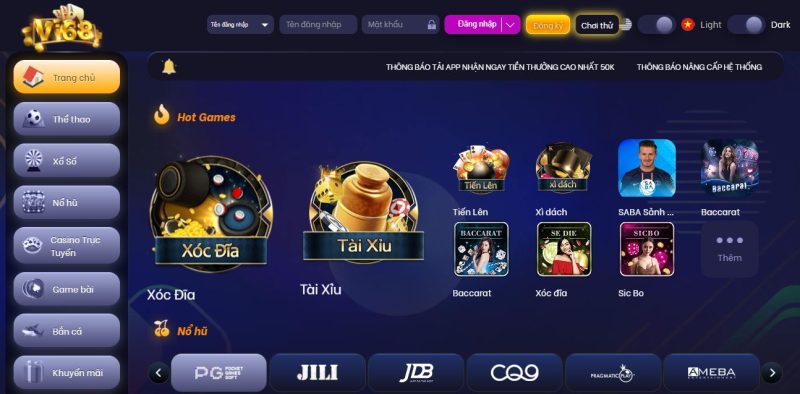 Vi68
Tên đăng nhập
Tên đăng nhập
Mật khẩu
Đăng nhập
Đăng ký
Chơi thử
Light
Dark
Trang chủ
Thể thao
Xổ Số
Nổ hũ
Casino Trực
Tuyến
Game bài
Bắn cá
Khuyến mãi
THÔNG BÁO TẢI APP NHẬN NGAY TIỀN THƯỞNG CAO NHẤT 50K
THÔNG BÁO NÂNG CẤP HỆ THỐNG
Hot Games
Xóc Đĩa
Xóc Đĩa
Tài Xỉu
Tài Xỉu
Tiến Lên
Tiến Lên
Xì dách
Xì dách
SABA
SABA Sảnh ...
Baccarat
Baccarat
BACCARAT
Baccarat
SE DIE
Xóc đĩa
SICBO
Sic Bo
Thêm
Nổ hũ
PG POCKET
GAMES
SOFT
JILI
JDB
CQ9
PRAGMATIC PLAY
AMEBA
ENTERTAINMENT